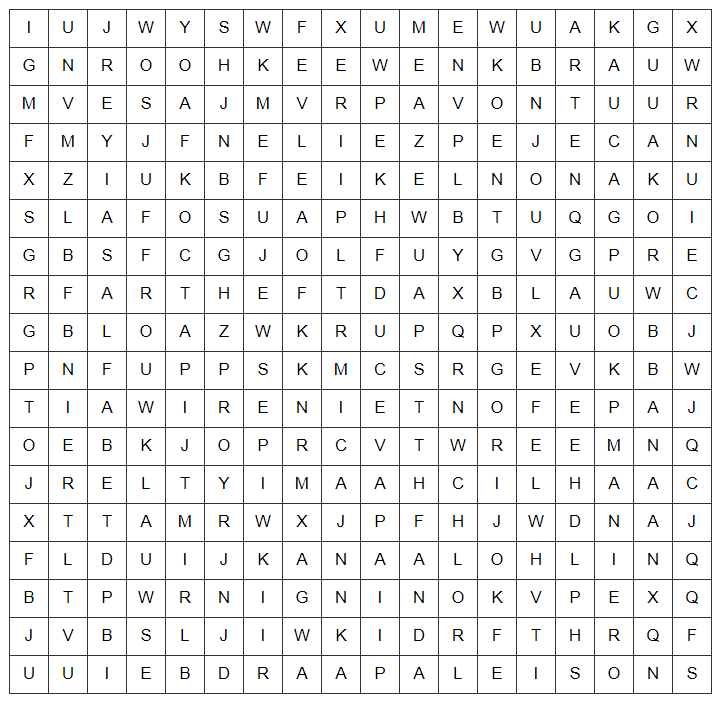 I U J W Y S W F X U M E W U A K G X
G N R O O H K E E W E N K B R A U W
M V E S A J M V R P A V O N T U U R
F M Y J F N E L I E Z P E J E C A N
X Z I U K B F E I K E L N O N A K U
S L A F O S U A P H W B T U Q G O I
G B S F C G J O L F U Y G V G P R E
R F A R T H E F T D A X B L A U W C
G B L O A Z W K R U P Q P X U O B J
P N F U P P S K M C S R G E V K B W
T I A W I R E N I E T N O F E P A J
O E B K J O P R C V T W R E E M N Q
J R E L T Y I M A A H C I L H A A C
X T T A M R W X J P F H J W D N A J
F L D U I J K A N A A L O H L I N Q
B T P W R N I G N I N O K V P E X Q
J V B S L J I W K I D R F T H R Q F
U U I E B D R A A P A L E I S O N S